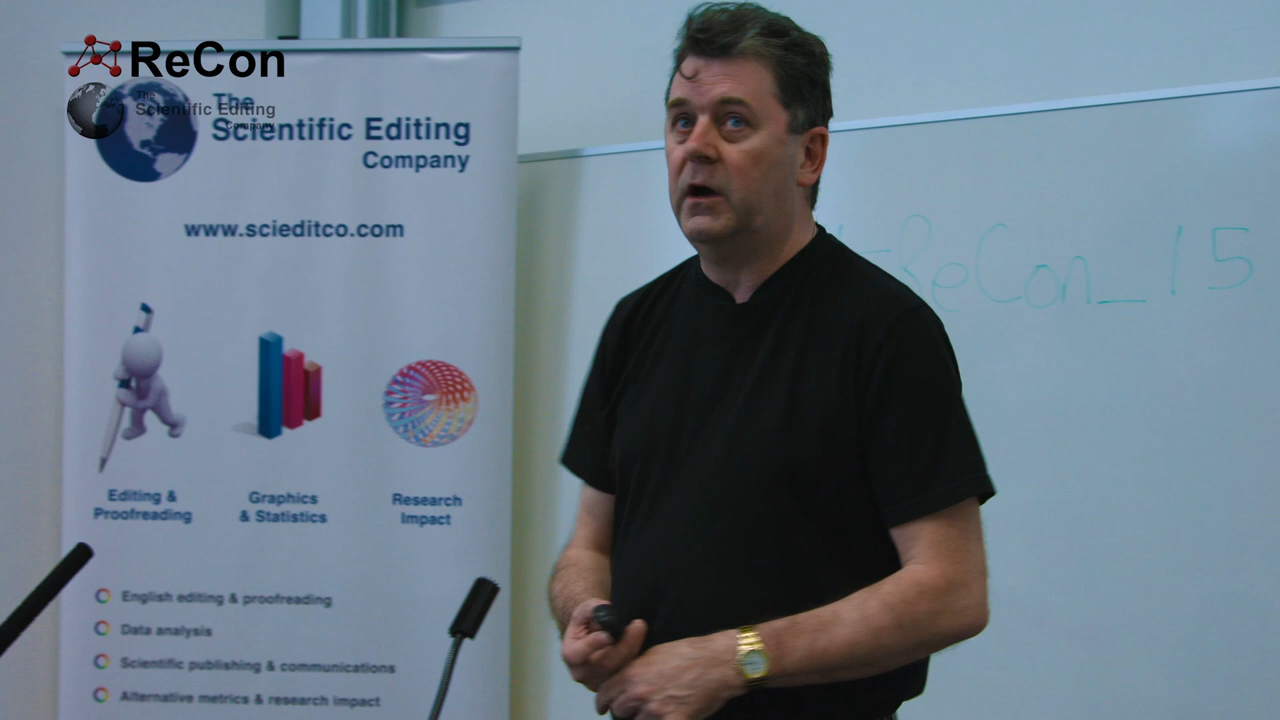 ReCon
The
Scientific Editing
Company
The
Scientific Editing
Company
www.scieditco.com
Editing &
Proofreading
Graphics
& Statistics
Research
Impact
English editing & proofreading
Data analysis
Scientific publishing & communications
Alternative metrics & research impact
#ReCon_15